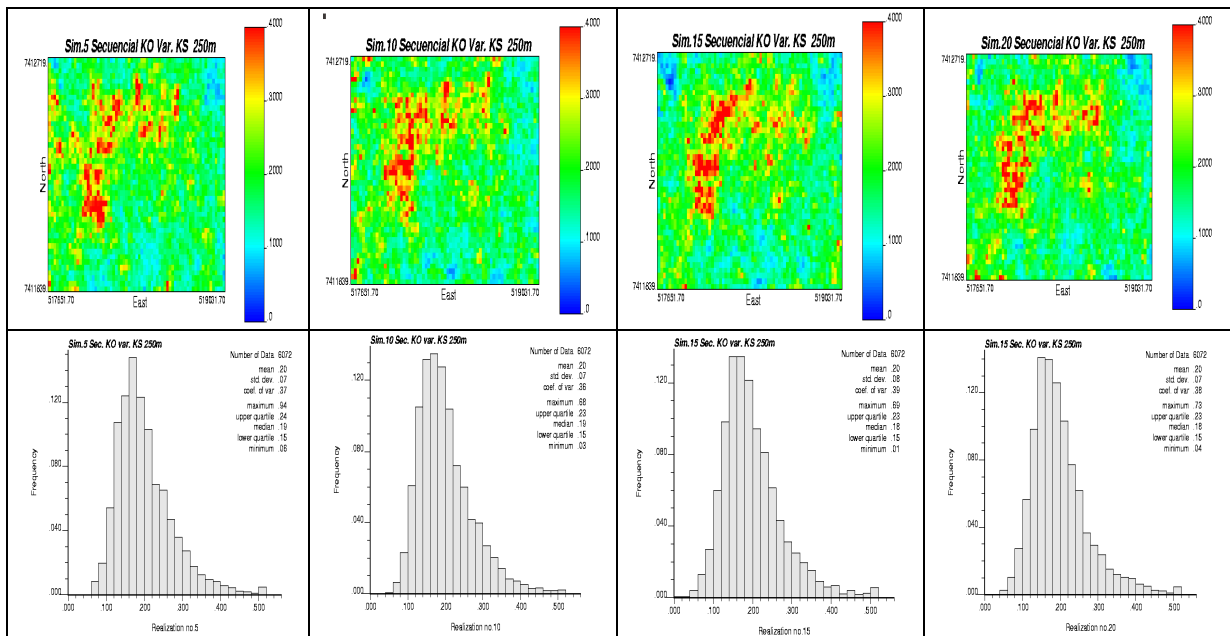 Sim.5 Secuencial KO Var. KS 250m
7412719.
North
7411639
517651.70
East
519031.70
.4000
.3000
.2000
.1000
.0
Sim.10 Secuencial KO Var. KS 250m
7412719.
North
7411639
517651.70
East
519031.70
.4000
.3000
.2000
.1000
.0
Sim.15 Secuencial KO Var. KS 250m
7412719.
North
7411639
517651.70
East
519031.70
.4000
.3000
.2000
.1000
.0
Sim.20 Secuencial KO Var. KS 250m
7412719.
North
7411639
517651.70
East
519031.70
.4000
.3000
.2000
.1000
.0
Sim.5 Sec. KO var. KS 250m
Number of Data 6072
mean .20
std. dev. .07
coef. of var .37
maximum .94
upper quartile .24
median .19
lower quartile .15
minimum .06
Frequency
.120
.080
.040
.000
.000 .100 .200 .300 .400 .500
Realization no.5
Sim.10 Sec. KO var. KS 250m
Number of Data 6072
mean .20
std. dev. .07
coef. of var .36
maximum .68
upper quartile .23
median .19
lower quartile .15
minimum .03
Frequency
.120
.080
.040
.000
.000 .100 .200 .300 .400 .500
Realization no.10
Sim.15 Sec. KO var. KS 250m
Number of Data 6072
mean .20
std. dev. .08
coef. of var .39
maximum .69
upper quartile .23
median .18
lower quartile .15
minimum .01
Frequency
.120
.080
.040
.000
.000 .100 .200 .300 .400 .500
Realization no.15
Sim.15 Sec. KO var. KS 250m
Number of Data 6072
mean .20
std. dev. .07
coef. of var .38
maximum .73
upper quartile .23
median .18
lower quartile .15
minimum .04
Frequency
.120
.080
.040
.000
.000 .100 .200 .300 .400 .500
Realization no.20